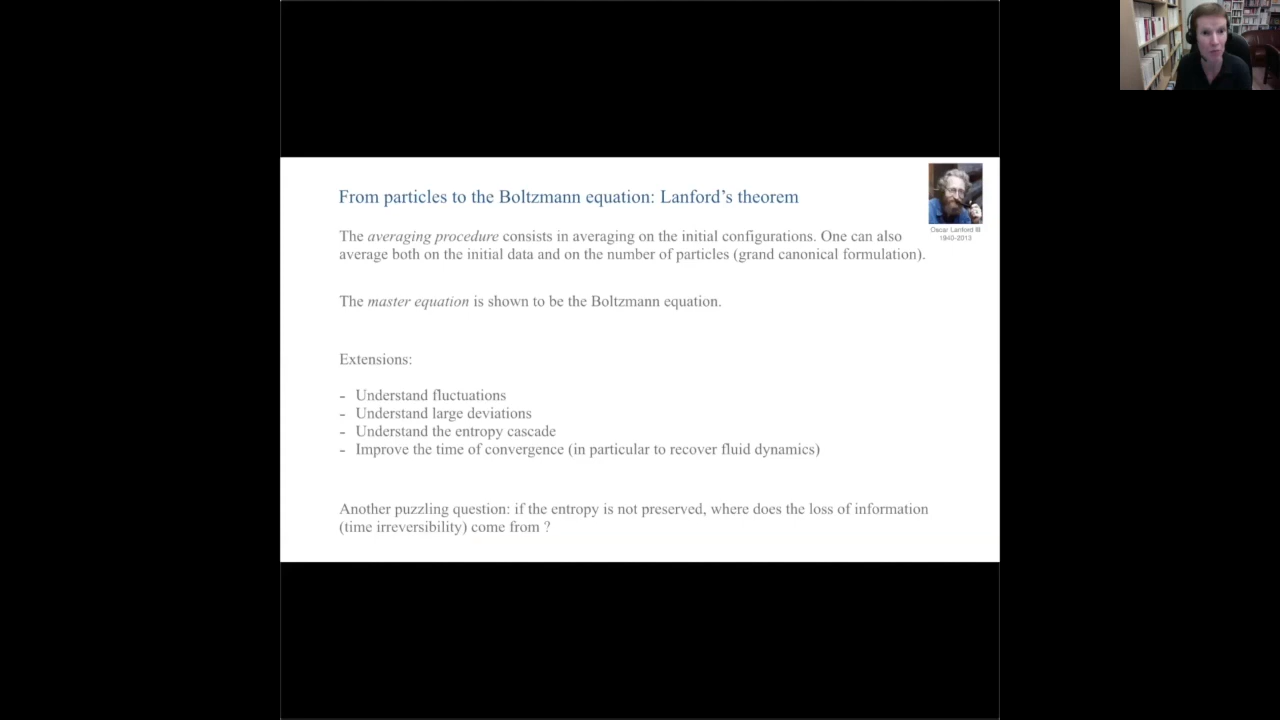 From particles to the Boltzmann equation: Lanford's theorem
Oscar Lanford III
1940-2013
The averaging procedure consists in averaging on the initial configurations. One can also
average both on the initial data and on the number of particles (grand canonical formulation).
The master equation is shown to be the Boltzmann equation.
Extensions:
- Understand fluctuations
- Understand large deviations
- Understand the entropy cascade
- Improve the time of convergence (in particular to recover fluid dynamics)
Another puzzling question: if the entropy is not preserved, where does the loss of information
(time irreversibility) come from ?